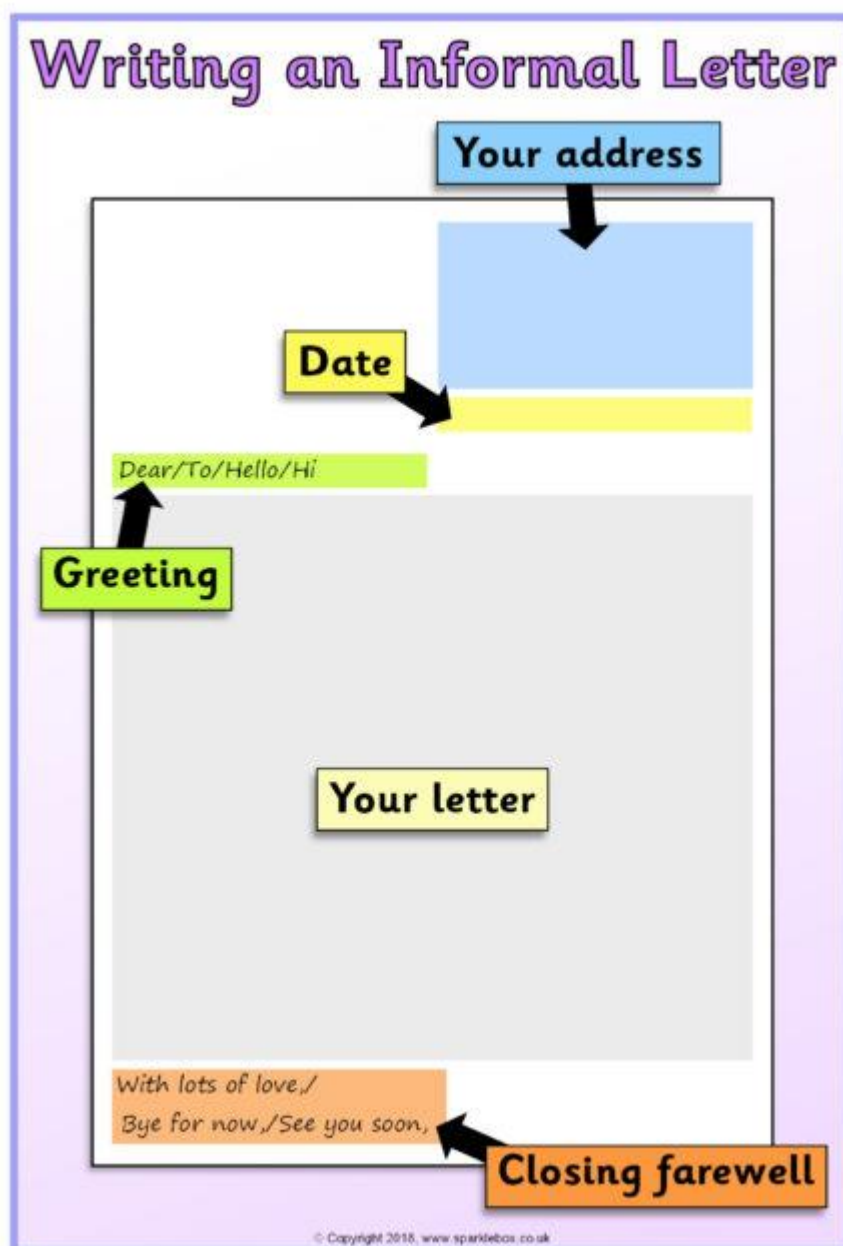 Writing an Informal Letter
Your address
Date
Dear/To/Hello/Hi
Greeting
Your letter
With lots of love,/
Bye for now,/See you soon,
Closing farewell
© Copyright 2018, www.sparklebox.co.uk